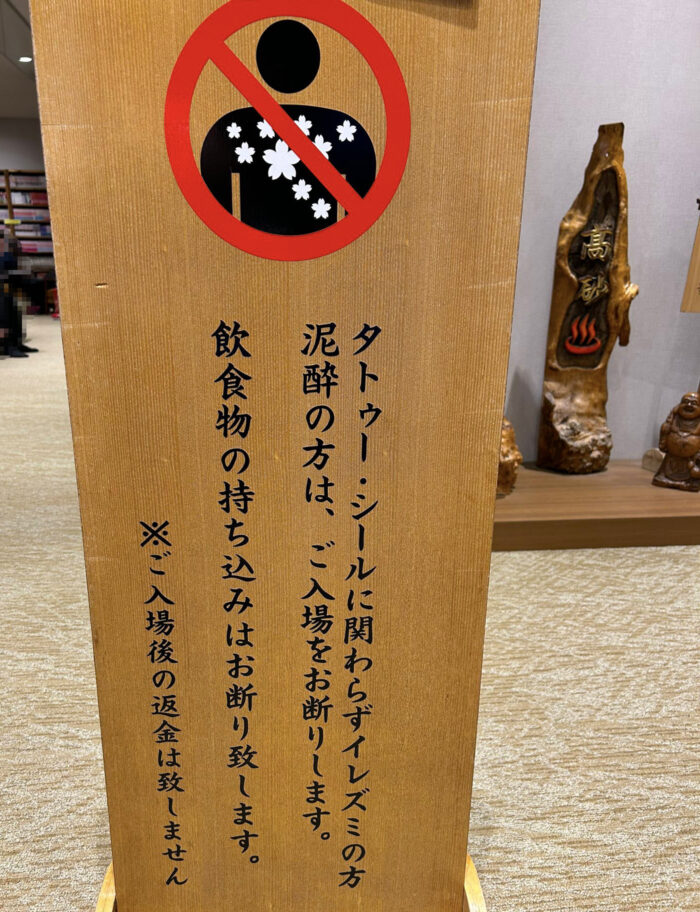 タトゥー・シールに関わらずイレズミの方
泥酔の方は、ご入場をお断りします。
飲食物の持ち込みはお断り致します。
※ご入場後の返金は致しません
高砂